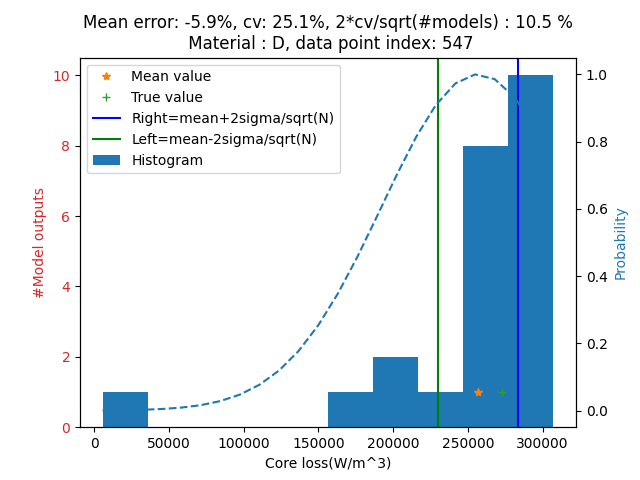 Mean error: -5.9%, cv: 25.1%, 2*cv/sqrt(#models) : 10.5 %
Material : D, data point index: 547
Mean value
True value
Right=mean+2sigma/sqrt(N)
Left=mean-2sigma/sqrt(N)
Histogram
10
8
6
4
2
0
#Model outputs
1.0
0.8
0.6
0.4
0.2
0.0
Probability
0 50000 100000 150000 200000 250000 300000
Core loss(W/m^3)